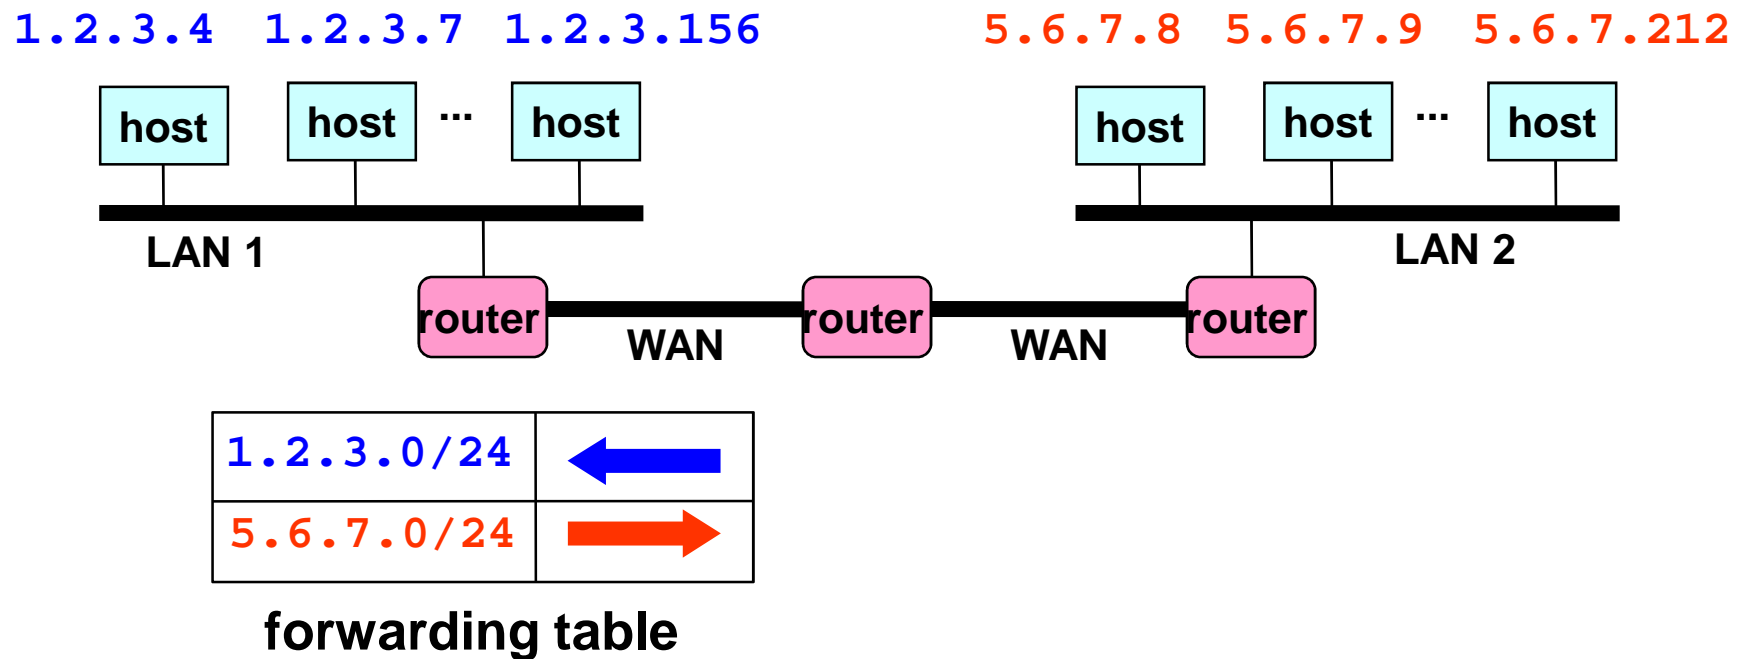 1.2.3.4 1.2.3.7 1.2.3.156 5.6.7.8 5.6.7.9 5.6.7.212
host host ... host host host ... host
LAN 1 LAN 2
router router router
WAN WAN
1.2.3.0/24
5.6.7.0/24
forwarding table